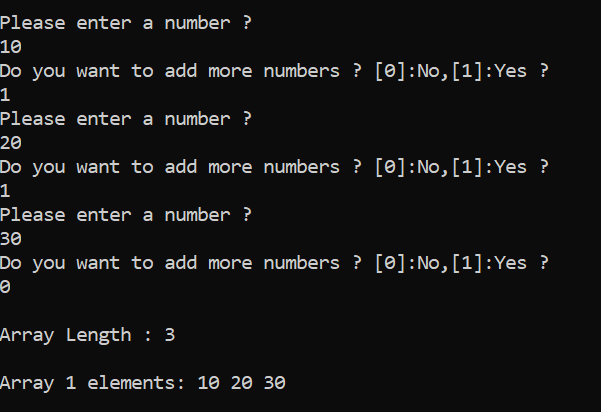 Please enter a number ?
10
Do you want to add more numbers ? [0]:No,[1]:Yes ?
1
Please enter a number ?
20
Do you want to add more numbers ? [0]:No,[1]:Yes ?
1
Please enter a number ?
30
Do you want to add more numbers ? [0]:No,[1]:Yes ?
0
Array Length : 3
Array 1 elements: 10 20 30